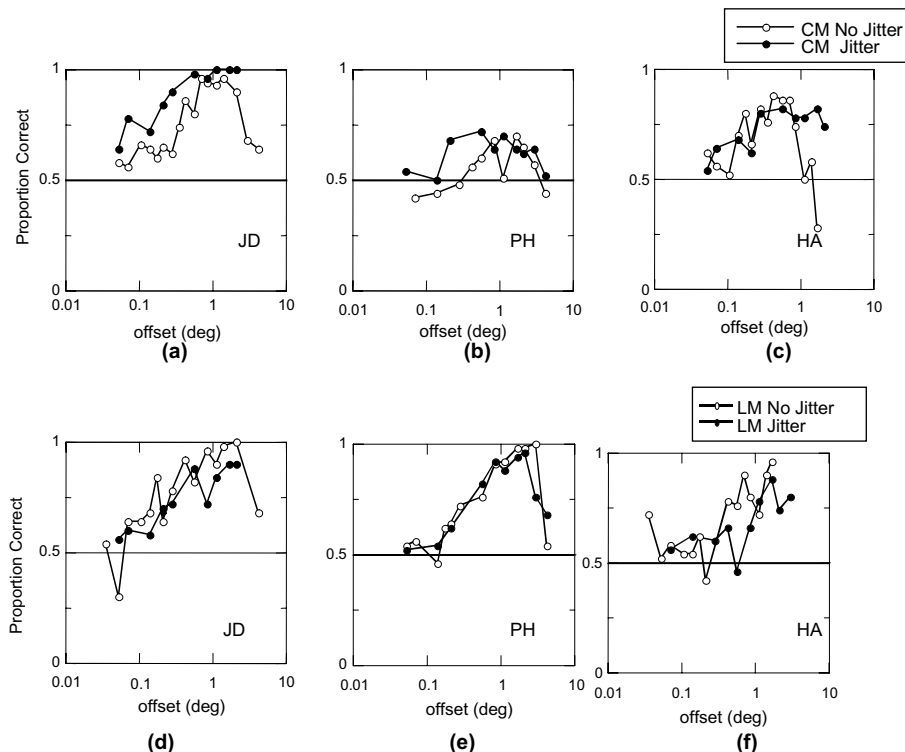 CM No Jitter
CM Jitter
1
0.5
1
0.01 0.1 1 10
Proportion Correct
JD
offset (deg)
(a)
1
0.5
1
0.01 0.1 1 10
PH
offset (deg)
(b)
1
0.5
0
0.01 0.1 1 10
HA
offset (deg)
(c)
LM No Jitter
LM Jitter
1
0.5
0
0.01 0.1 1 10
Proportion Correct
JD
offset (deg)
(d)
1
0.5
1
0.01 0.1 1 10
PH
offset (deg)
(e)
1
0.5
1
0.01 0.1 1 10
HA
offset (deg)
(f)